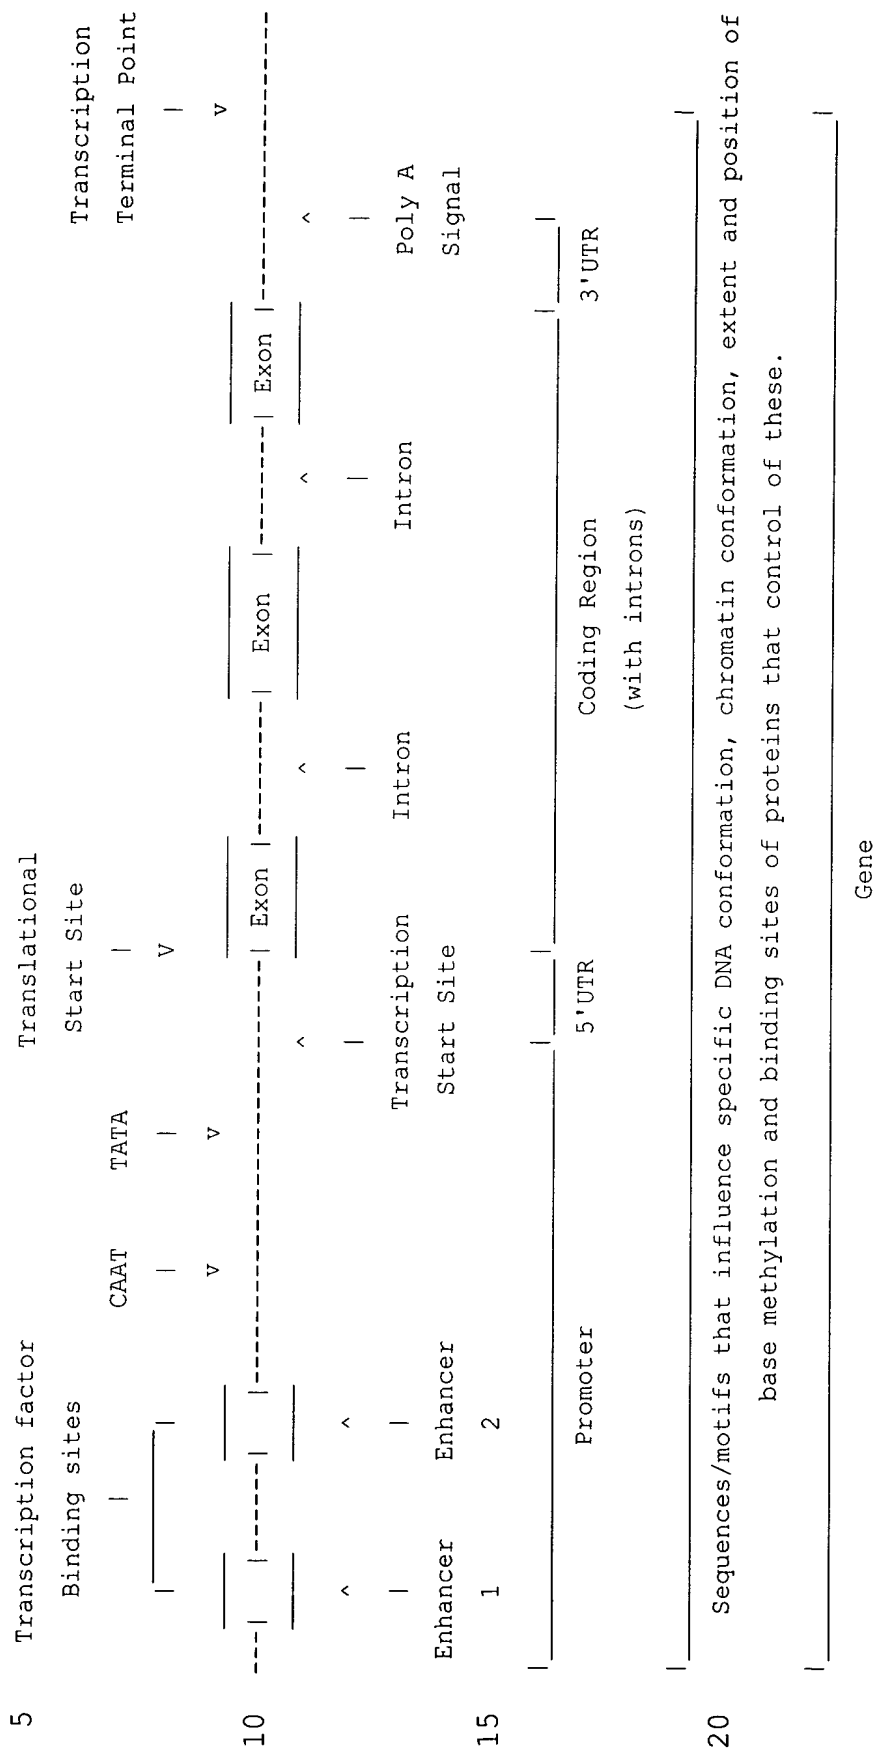 5
Transcription factor
Binding sites
CAAT
TATA
Translational
Start Site
Transcription
Terminal Point
10
Exon
Exon
Exon
Enhancer
1
Enhancer
2
Transcription
Start Site
Intron
Intron
Poly A
Signal
15
Promoter
5'UTR
Coding Region
(with introns)
3'UTR
20
Sequences/motifs that influence specific DNA conformation, chromatin conformation, extent and position of
base methylation and binding sites of proteins that control of these.
Gene